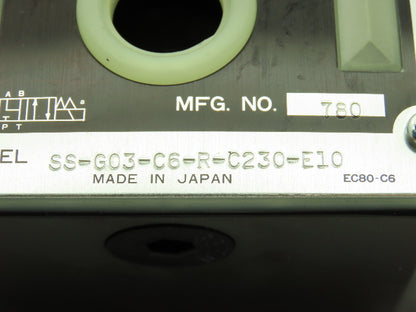 A B
P T
MFG. NO. 780
EL SS-G03-C6-R-C230-E10
MADE IN JAPAN
EC80-C6